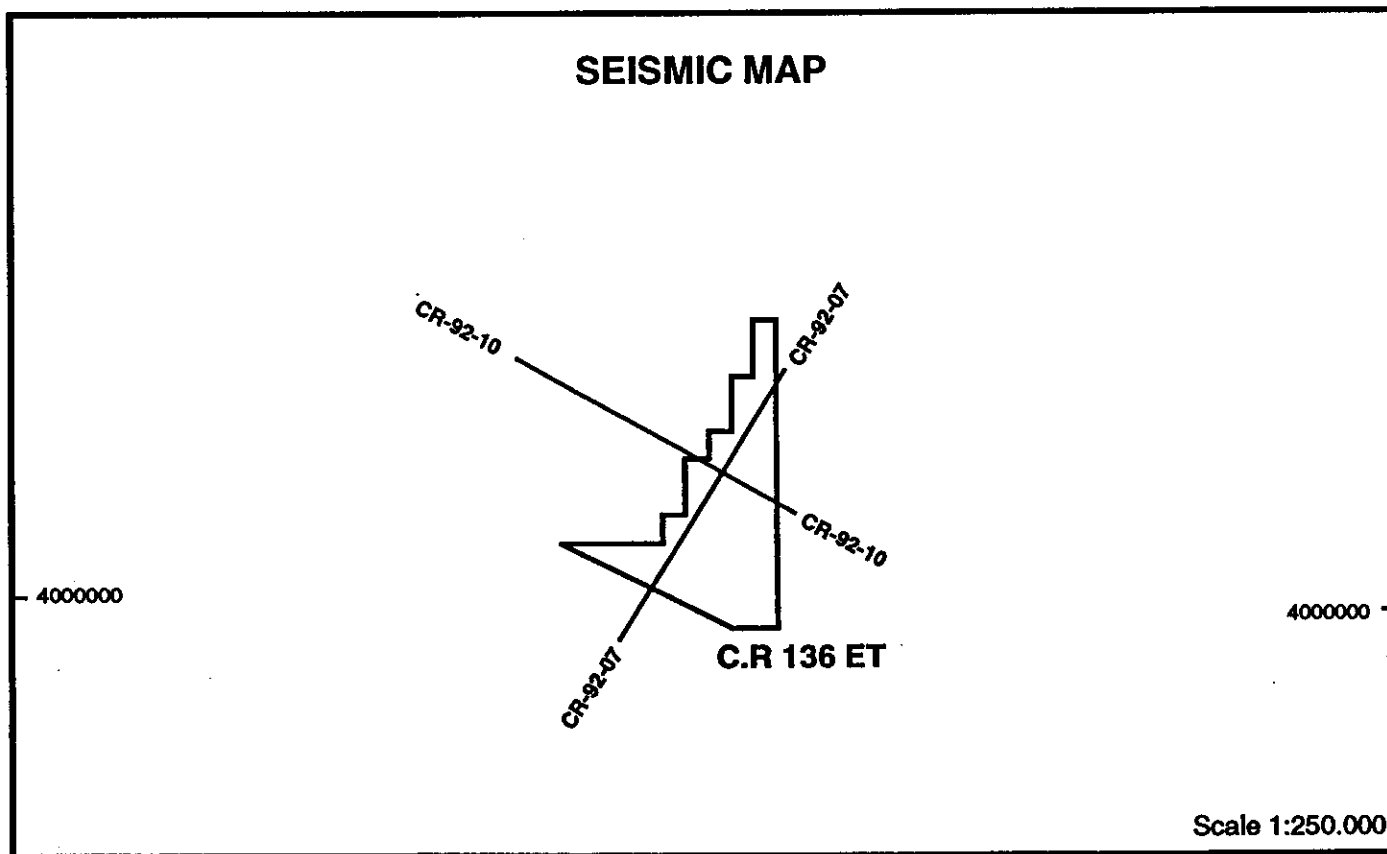 SEISMIC MAP
CR-92-10
CR-92-07
CR-92-10
4000000
4000000
C.R 136 ET
CR-92-07
Scale 1:250.000